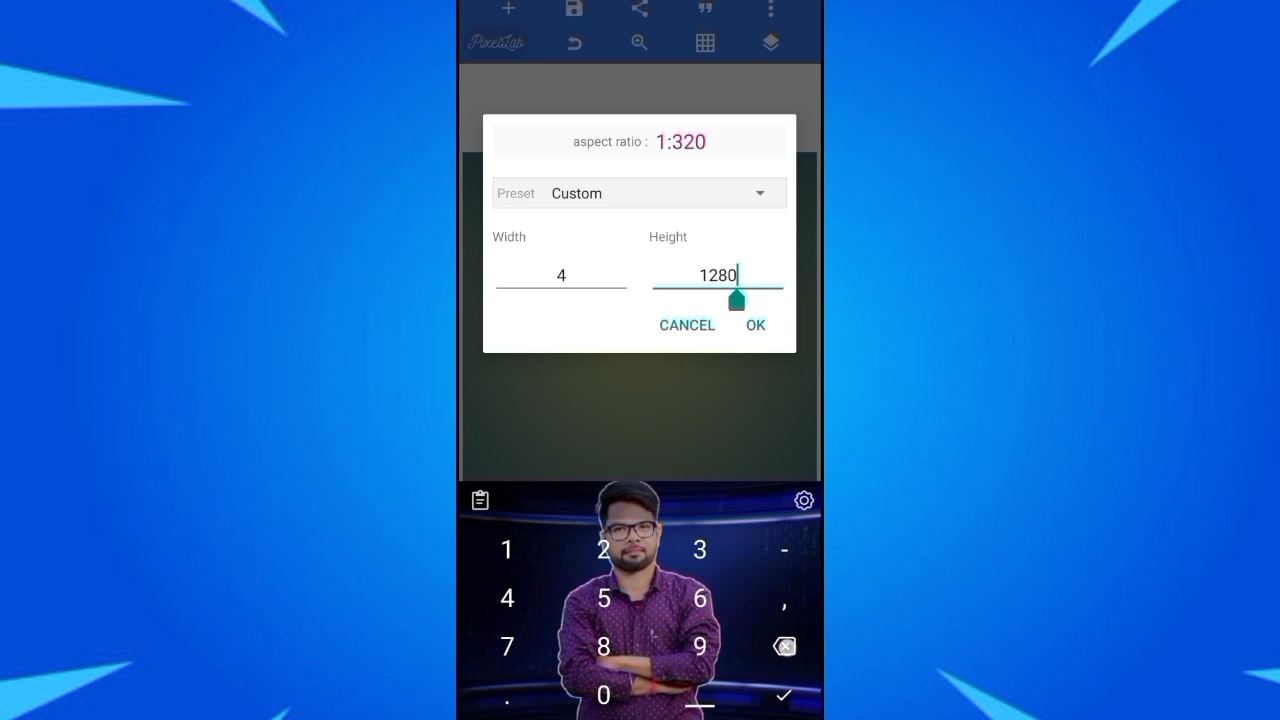 PixelLab
aspect ratio : 1:320
Preset Custom
Width Height
4 1280
CANCEL OK
1 2 3 -
4 5 6 ,
7 8 9
. 0